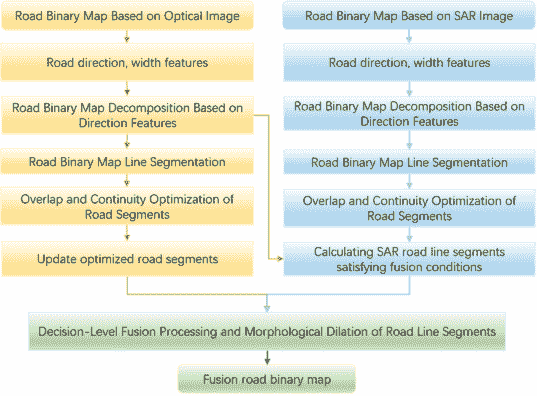 Road Binary Map Based on Optical Image
Road direction, width features
Road Binary Map Decomposition Based on
Direction Features
Road Binary Map Line Segmentation
Overlap and Continuity Optimization of
Road Segments
Update optimized road segments
Road Binary Map Based on SAR Image
Road direction, width features
Road Binary Map Decomposition Based on
Direction Features
Road Binary Map Line Segmentation
Overlap and Continuity Optimization of
Road Segments
Calculating SAR road line segments
satisfying fusion conditions
Decision-Level Fusion Processing and Morphological Dilation of Road Line Segments
Fusion road binary map